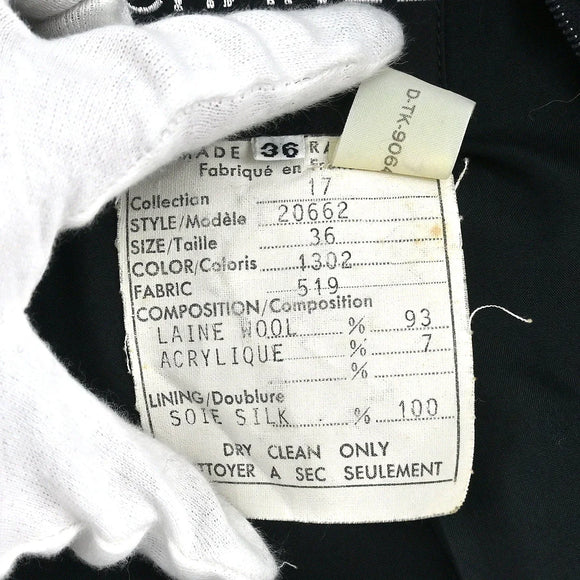 D-TK-9064
MADE 36
Fabriqué en
Collection 17
STYLE/Modèle 20662
SIZE/Taille 36
COLOR/Coloris 1302
FABRIC 519
COMPOSITION/Composition
LAINE WOOL % 93
ACRYLIQUE % 7
%
LINING/Doublure
SOIE SILK % 100
DRY CLEAN ONLY
TTOYER A SEC SEULEMENT